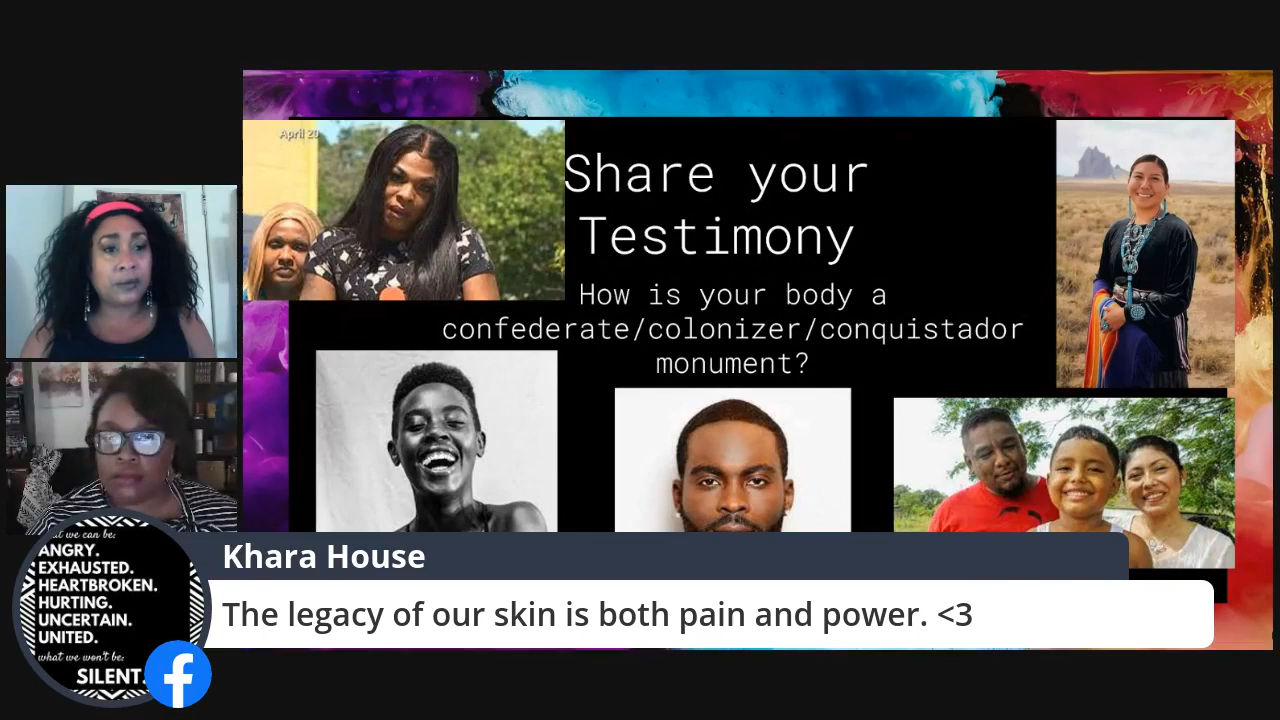 April 20
Share your
Testimony
How is your body a
confederate/colonizer/conquistador
monument?
Khara House
The legacy of our skin is both pain and power. <3
we can be:
ANGRY.
EXHAUSTED.
HEARTBROKEN.
HURTING.
UNCERTAIN.
UNITED.
what we won't be:
SILENT.